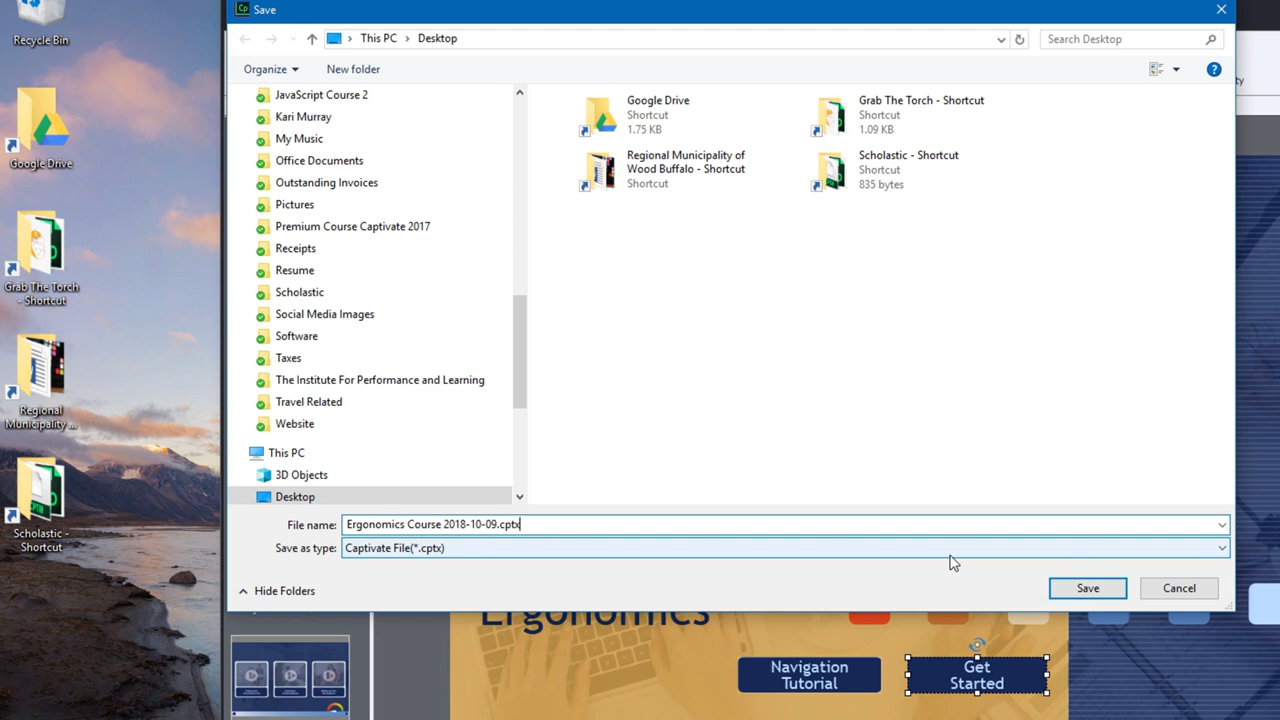 Cp Save
Recycle Bin
This PC > Desktop
Search Desktop
Organize
New folder
Google Drive
Grab The Torch
- Shortcut
Regional
Municipality ...
Scholastic -
Shortcut
JavaScript Course 2
Kari Murray
My Music
Office Documents
Outstanding Invoices
Pictures
Premium Course Captivate 2017
Receipts
Resume
Scholastic
Social Media Images
Software
Taxes
The Institute For Performance and Learning
Travel Related
Website
This PC
3D Objects
Desktop
Google Drive
Shortcut
1.75 KB
Grab The Torch - Shortcut
Shortcut
1.09 KB
Regional Municipality of
Wood Buffalo - Shortcut
Shortcut
Scholastic - Shortcut
Shortcut
835 bytes
File name: Ergonomics Course 2018-10-09.cptx
Save as type: Captivate File(*.cptx)
Hide Folders
Save
Cancel
Ergonomics
Navigation
Tutorial
Get
Started